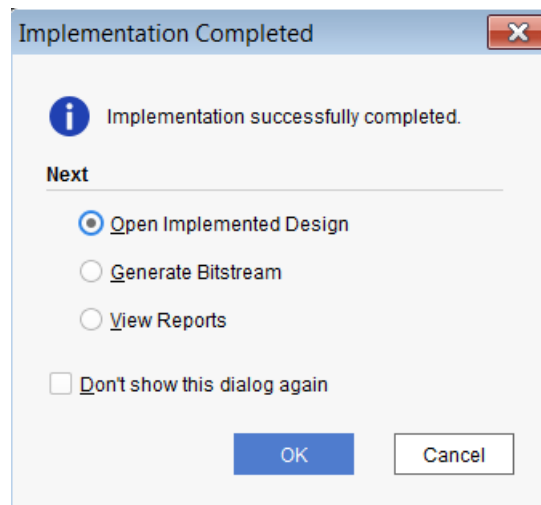 Implementation Completed
Implementation successfully completed.
Next
Open Implemented Design
Generate Bitstream
View Reports
Don't show this dialog again
OK Cancel